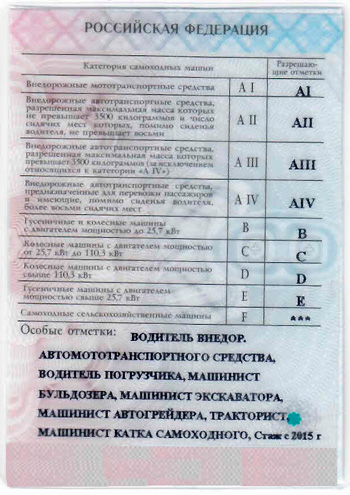 РОССИЙСКАЯ ФЕДЕРАЦИЯ
Категория самоходных машин
Разрешаю-
щие отметки
Внедорожные мототранспортные средства A I AI
Внедорожные автотранспортные средства,
разрешенная максимальная масса которых
не превышает 3500 килограммов и число
сидячих мест которых, помимо сиденья
водителя, не превышает восьми A II AII
Внедорожные автотранспортные средства,
разрешенная максимальная масса которых
превышает 3500 килограммов (за исключением
относящихся к категории «A IV») A III AIII
Внедорожные автотранспортные средства,
предназначенные для перевозки пассажиров
и имеющие, помимо сиденья водителя,
более восьми сидячих мест A IV AIV
Гусеничные и колесные машины
с двигателем мощностью до 25,7 кВт B B
Колесные машины с двигателем мощностью
от 25,7 кВт до 110,3 кВт C C
Колесные машины с двигателем мощностью
свыше 110,3 кВт D D
Гусеничные машины с двигателем
мощностью свыше 25,7 кВт E E
Самоходные сельскохозяйственные машины F ***
Особые отметки: ВОДИТЕЛЬ ВНЕДОР.
АВТОМОТОТРАНСПОРТНОГО СРЕДСТВА,
ВОДИТЕЛЬ ПОГРУЗЧИКА, МАШИНИСТ
БУЛЬДОЗЕРА, МАШИНИСТ ЭКСКАВАТОРА,
МАШИНИСТ АВТОГРЕЙДЕРА, ТРАКТОРИСТ,
МАШИНИСТ КАТКА САМОХОДНОГО, Стаж с 2015 г